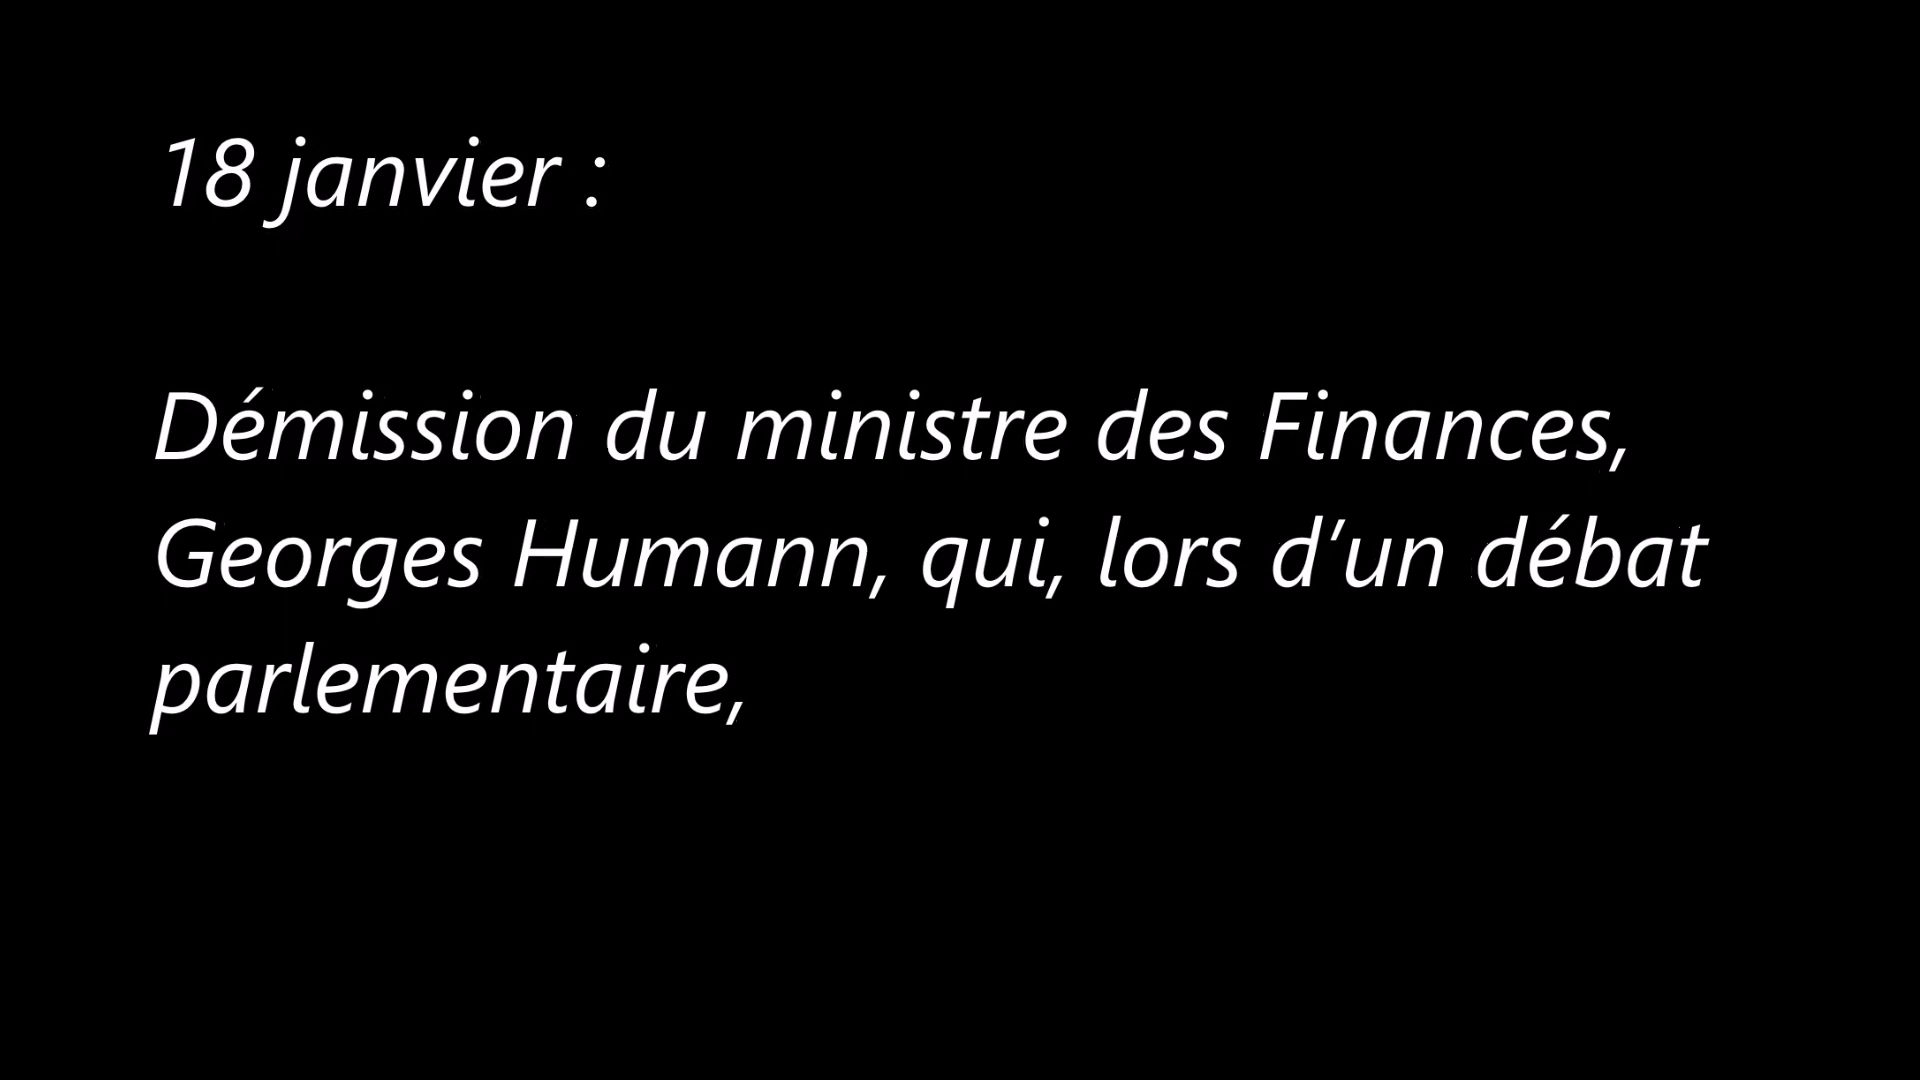 18 janvier :
Démission du ministre des Finances,
Georges Humann, qui, lors d’un débat
parlementaire,